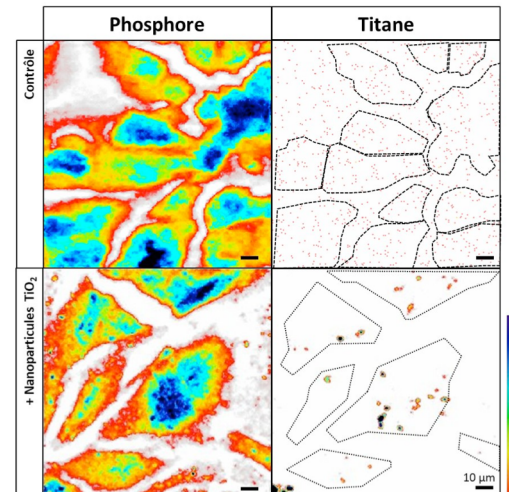 Phosphore Titane
Contrôle
+ Nanoparticules TiO₂
10 µm